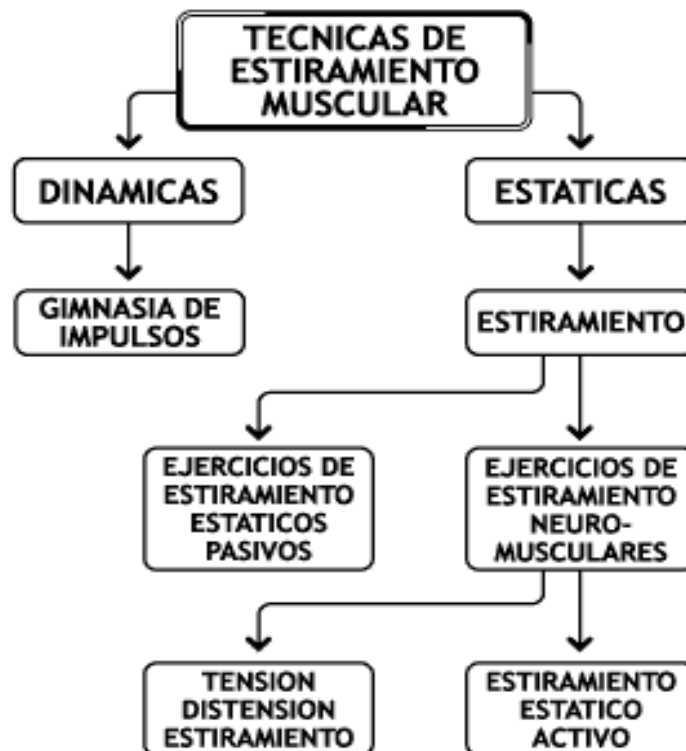 TECNICAS DE
ESTIRAMIENTO
MUSCULAR
DINAMICAS
ESTATICAS
GIMNASIA DE
IMPULSOS
ESTIRAMIENTO
EJERCICIOS DE
ESTIRAMIENTO
ESTATICOS
PASIVOS
EJERCICIOS DE
ESTIRAMIENTO
NEURO-
MUSCULARES
TENSION
DISTENSION
ESTIRAMIENTO
ESTIRAMIENTO
ESTATICO
ACTIVO